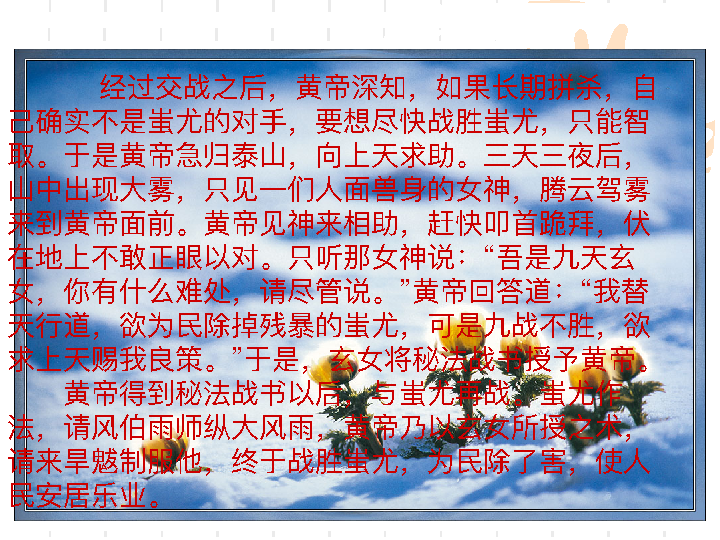 经过交战之后，黄帝深知，如果长期拼杀，自
己确实不是蚩尤的对手，要想尽快战胜蚩尤，只能智
取。于是黄帝急归泰山，向上天求助。三天三夜后，
山中出现大雾，只见一们人面兽身的女神，腾云驾雾
来到黄帝面前。黄帝见神来相助，赶快叩首跪拜，伏
在地上不敢正眼以对。只听那女神说：“吾是九天玄
女，你有什么难处，请尽管说。”黄帝回答道：“我替
天行道，欲为民除掉残暴的蚩尤，可是九战不胜，欲
求上天赐我良策。”于是，玄女将秘法战书授予黄帝。
黄帝得到秘法战书以后，与蚩尤再战。蚩尤作
法，请风伯雨师纵大风雨，黄帝乃以玄女所授之术，
请来旱魃制服他，终于战胜蚩尤，为民除了害，使人
民安居乐业。